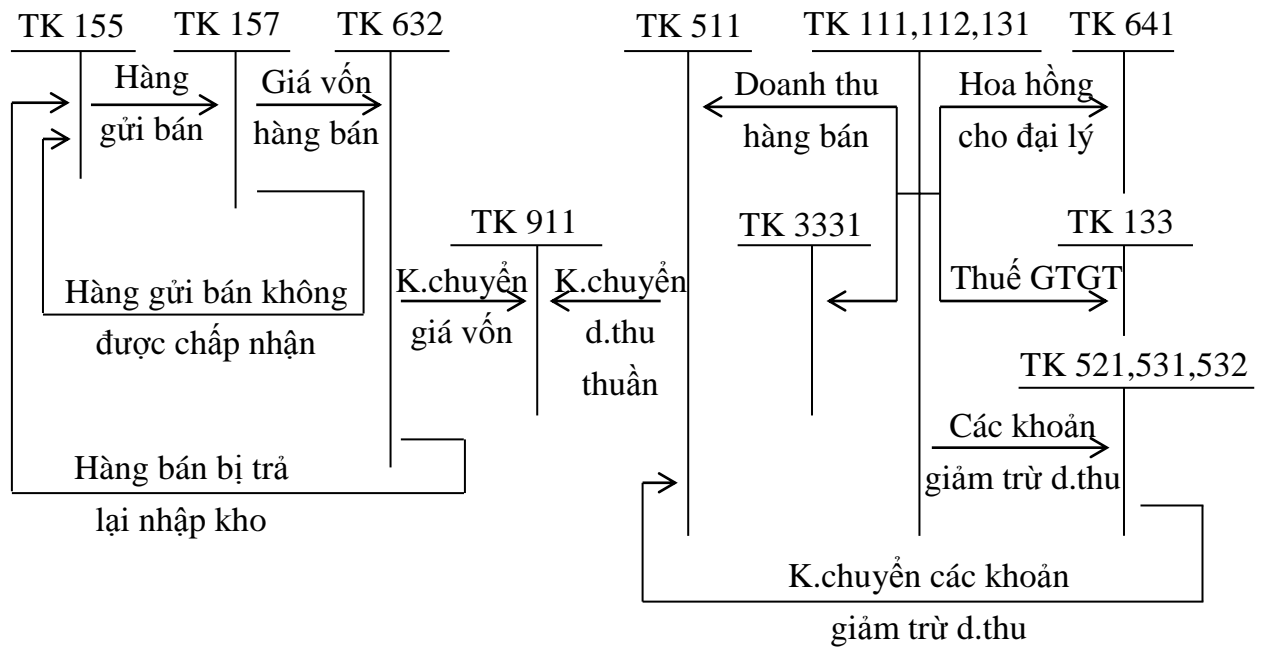 TK 155
TK 157
TK 632
TK 511
TK 111,112,131
TK 641
Hàng
gửi bán
Giá vốn
hàng bán
Doanh thu
hàng bán
Hoa hồng
cho đại lý
TK 911
TK 3331
TK 133
Hàng gửi bán không
được chấp nhận
K.chuyển
giá vốn
K.chuyển
d.thu
thuần
Thuế GTGT
TK 521,531,532
Các khoản
giảm trừ d.thu
Hàng bán bị trả
lại nhập kho
K.chuyển các khoản
giảm trừ d.thu